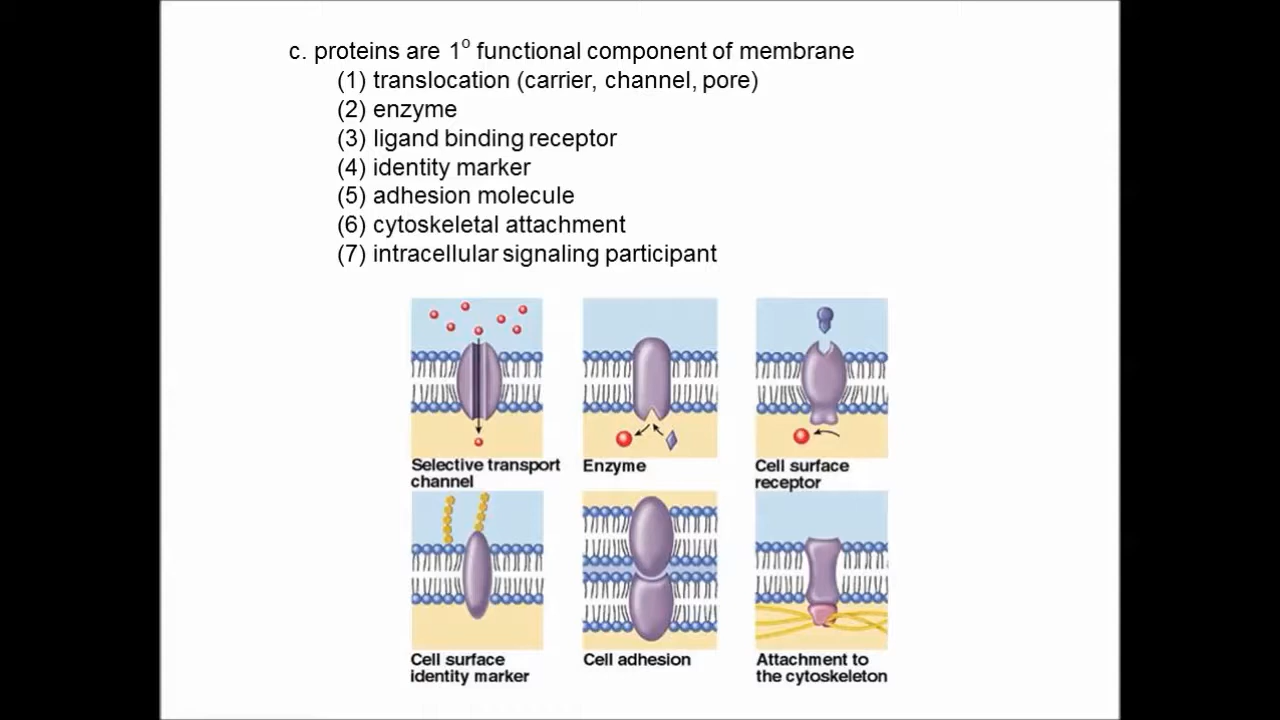 c. proteins are 1º functional component of membrane
(1) translocation (carrier, channel, pore)
(2) enzyme
(3) ligand binding receptor
(4) identity marker
(5) adhesion molecule
(6) cytoskeletal attachment
(7) intracellular signaling participant
Selective transport
channel
Enzyme
Cell surface
receptor
Cell surface
identity marker
Cell adhesion
Attachment to
the cytoskeleton